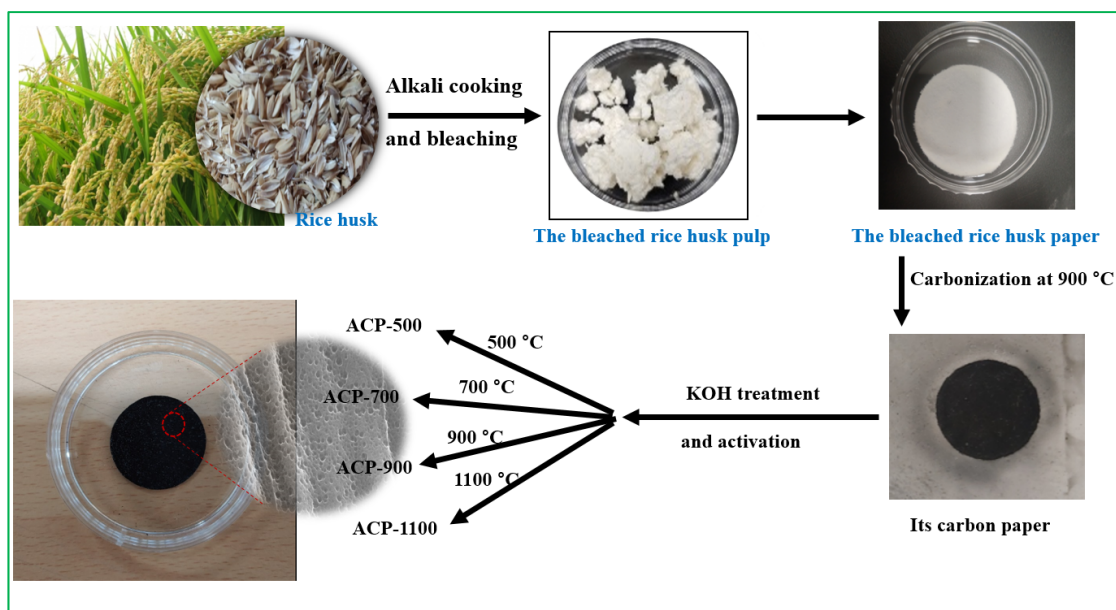 Alkali cooking
and bleaching
Rice husk
The bleached rice husk pulp
The bleached rice husk paper
Carbonization at 900 °C
ACP-500
500 °C
700 °C
ACP-700
KOH treatment
and activation
900 °C
ACP-900
1100 °C
ACP-1100
Its carbon paper